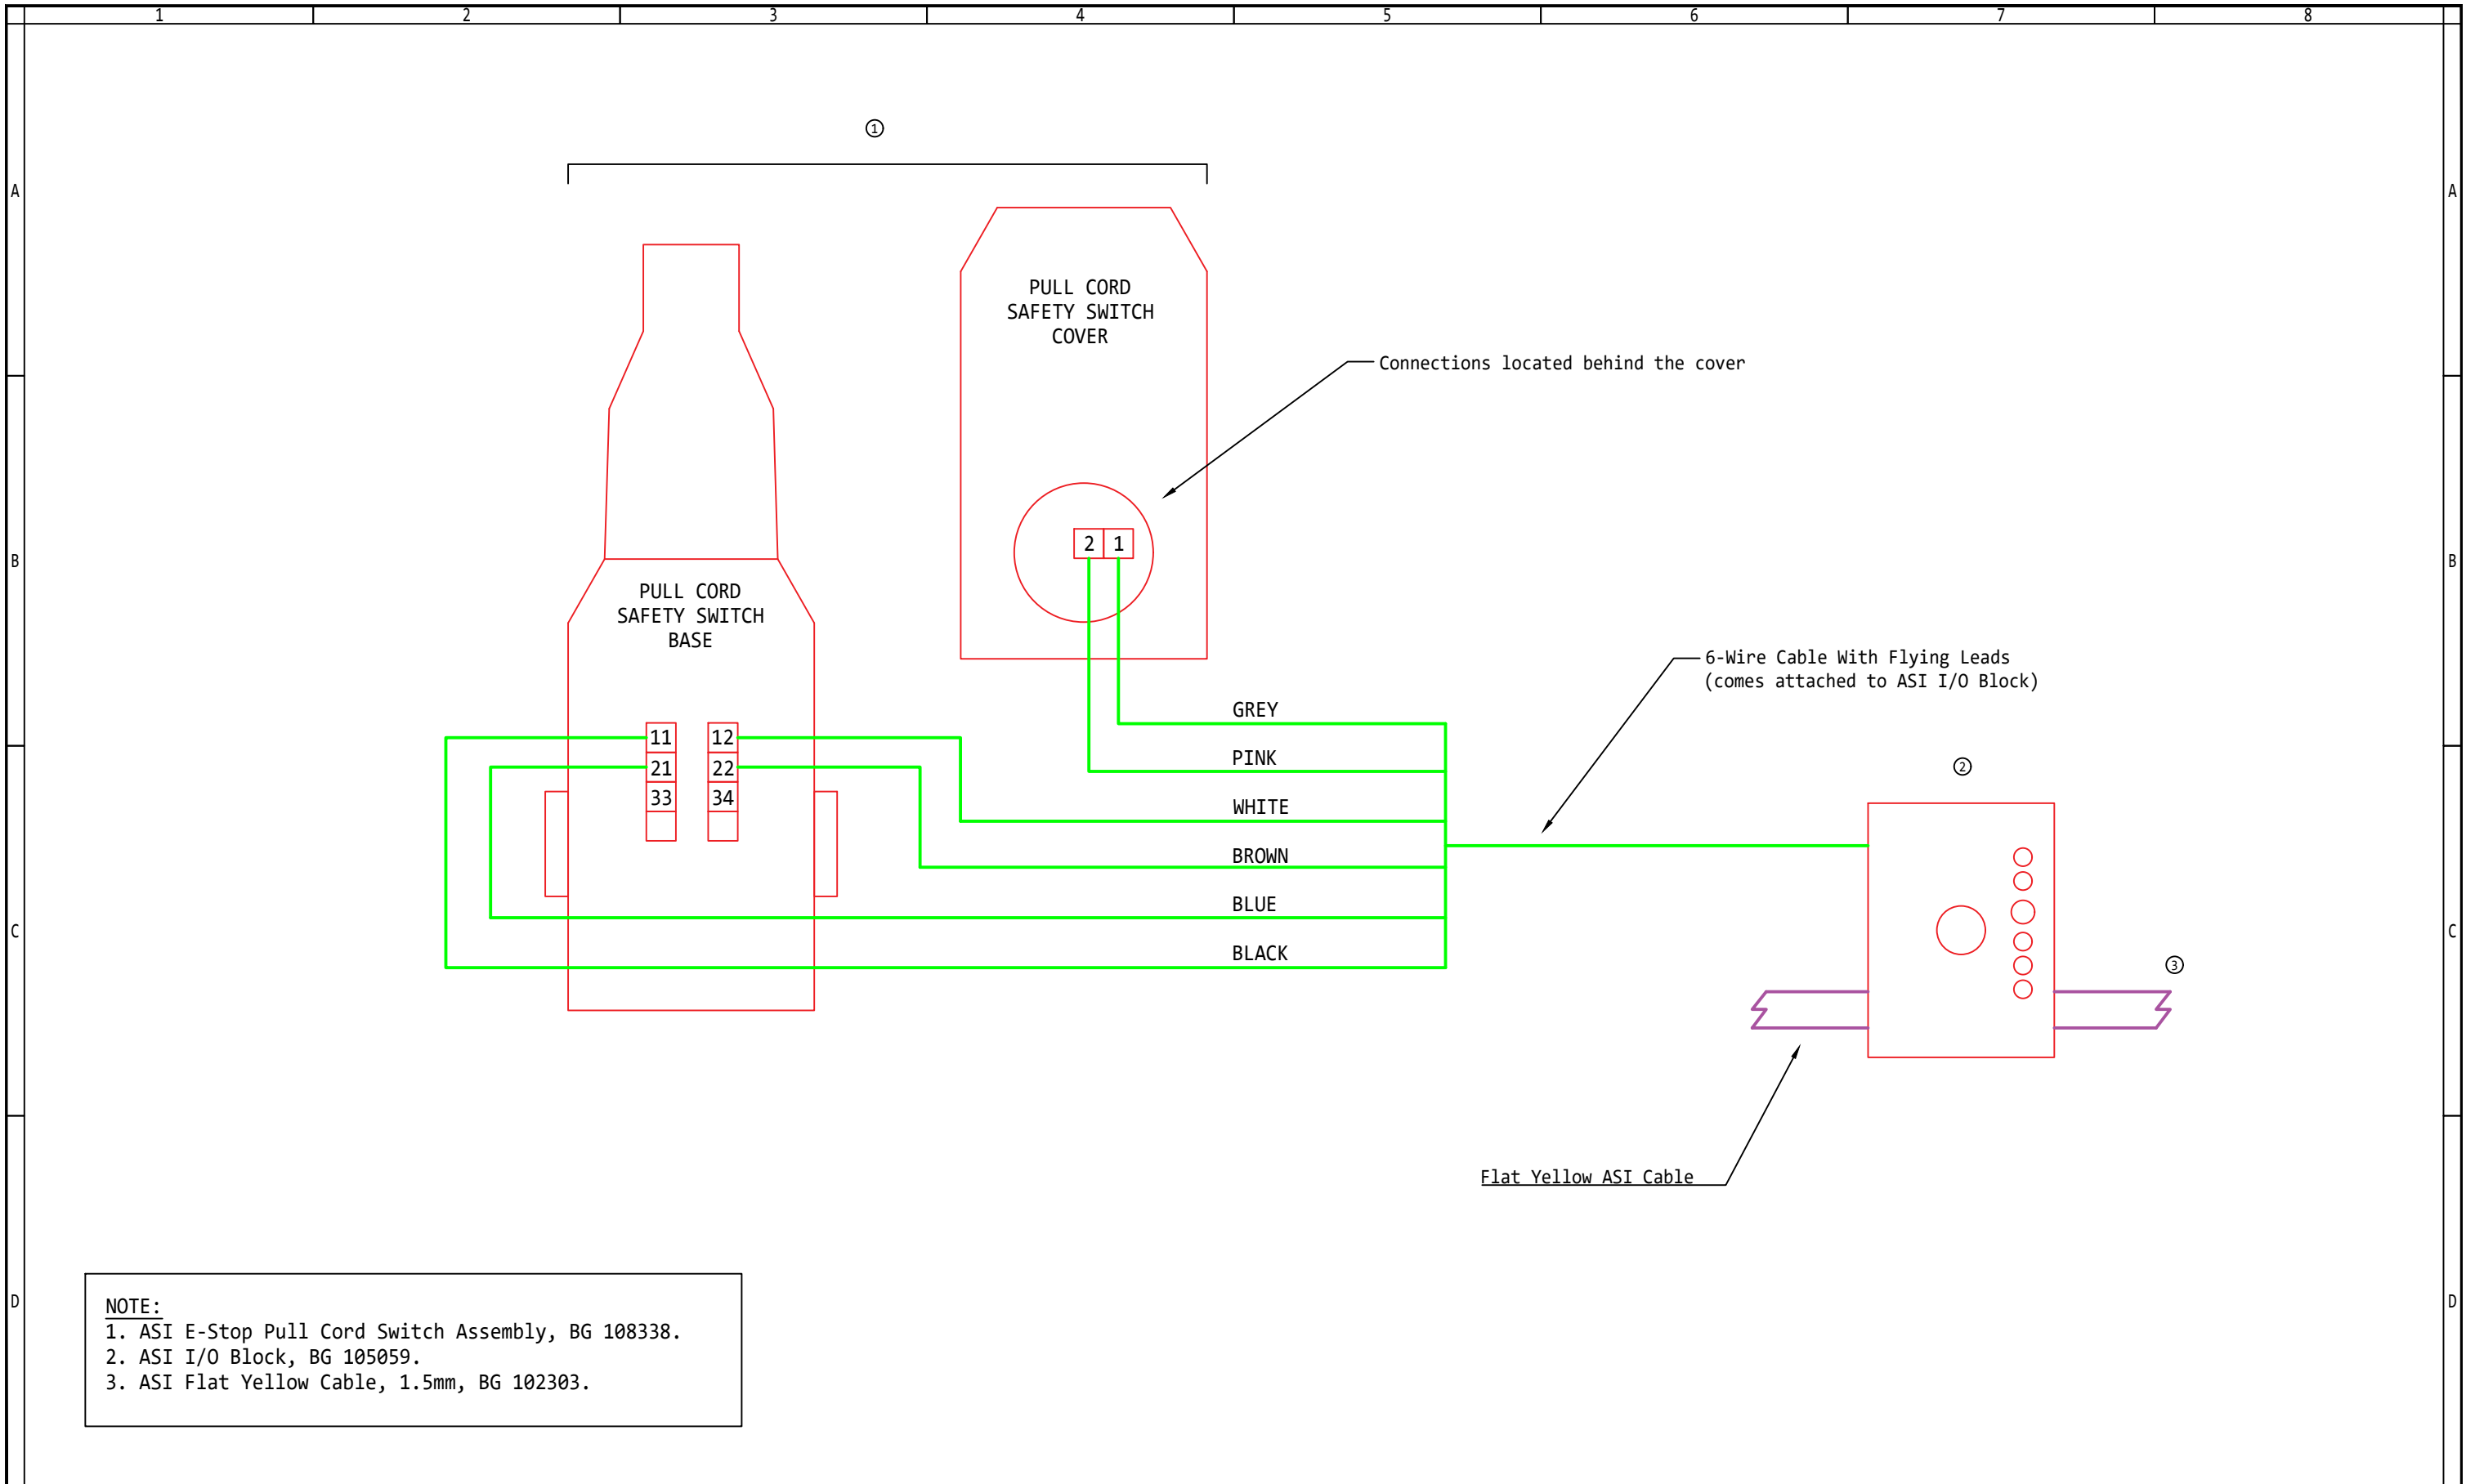 1 2 3 4 5 6 7 8
①
A A
PULL CORD
SAFETY SWITCH
COVER
Connections located behind the cover
2 1
B B
PULL CORD
SAFETY SWITCH
BASE
6-Wire Cable With Flying Leads
(comes attached to ASI I/O Block)
GREY
11 12
PINK
21 22
②
33 34
WHITE
BROWN
BLUE
C C
BLACK
③
Flat Yellow ASI Cable
D D
NOTE:
1. ASI E-Stop Pull Cord Switch Assembly, BG 108338.
2. ASI I/O Block, BG 105059.
3. ASI Flat Yellow Cable, 1.5mm, BG 102303.